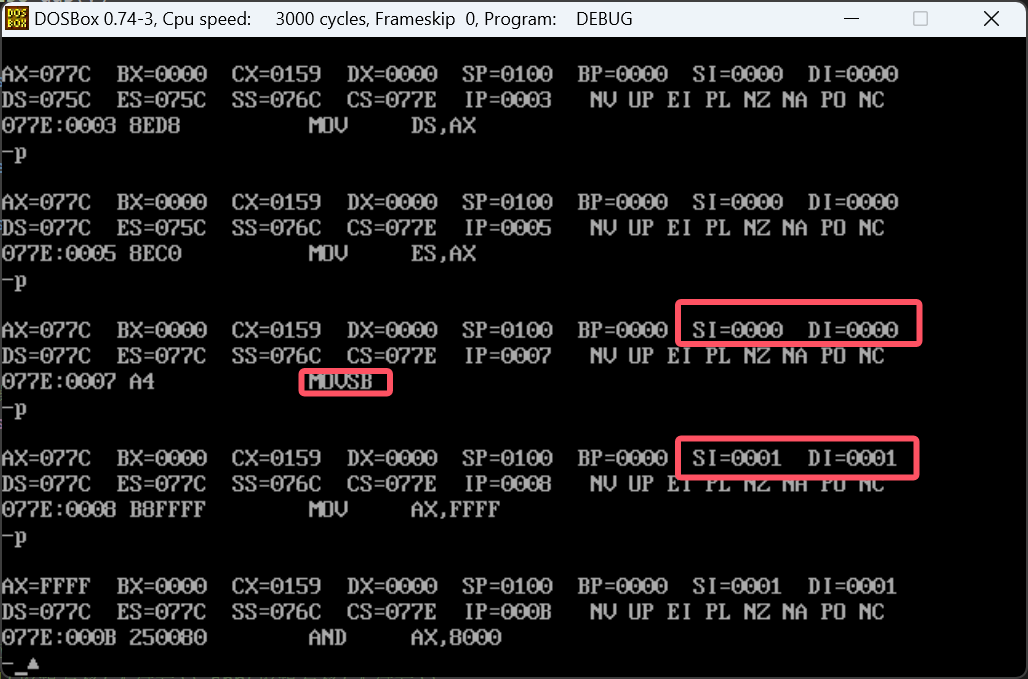 DOSBox 0.74-3, Cpu speed: 3000 cycles, Frameskip 0, Program: DEBUG
AX=077C BX=0000 CX=0159 DX=0000 SP=0100 BP=0000 SI=0000 DI=0000
DS=075C ES=075C SS=076C CS=077E IP=0003 NV UP EI PL NZ NA PO NC
077E:0003 8ED8 MOV DS,AX
-p
AX=077C BX=0000 CX=0159 DX=0000 SP=0100 BP=0000 SI=0000 DI=0000
DS=077C ES=075C SS=076C CS=077E IP=0005 NV UP EI PL NZ NA PO NC
077E:0005 8EC0 MOV ES,AX
-p
AX=077C BX=0000 CX=0159 DX=0000 SP=0100 BP=0000 SI=0000 DI=0000
DS=077C ES=077C SS=076C CS=077E IP=0007 NV UP EI PL NZ NA PO NC
077E:0007 A4 MOVSB
-p
AX=077C BX=0000 CX=0159 DX=0000 SP=0100 BP=0000 SI=0001 DI=0001
DS=077C ES=077C SS=076C CS=077E IP=0008 NV UP EI PL NZ NA PO NC
077E:0008 B8FFFF MOV AX,FFFF
-p
AX=FFFF BX=0000 CX=0159 DX=0000 SP=0100 BP=0000 SI=0001 DI=0001
DS=077C ES=077C SS=076C CS=077E IP=000B NV UP EI PL NZ NA PO NC
077E:000B 250080 AND AX,8000
-_